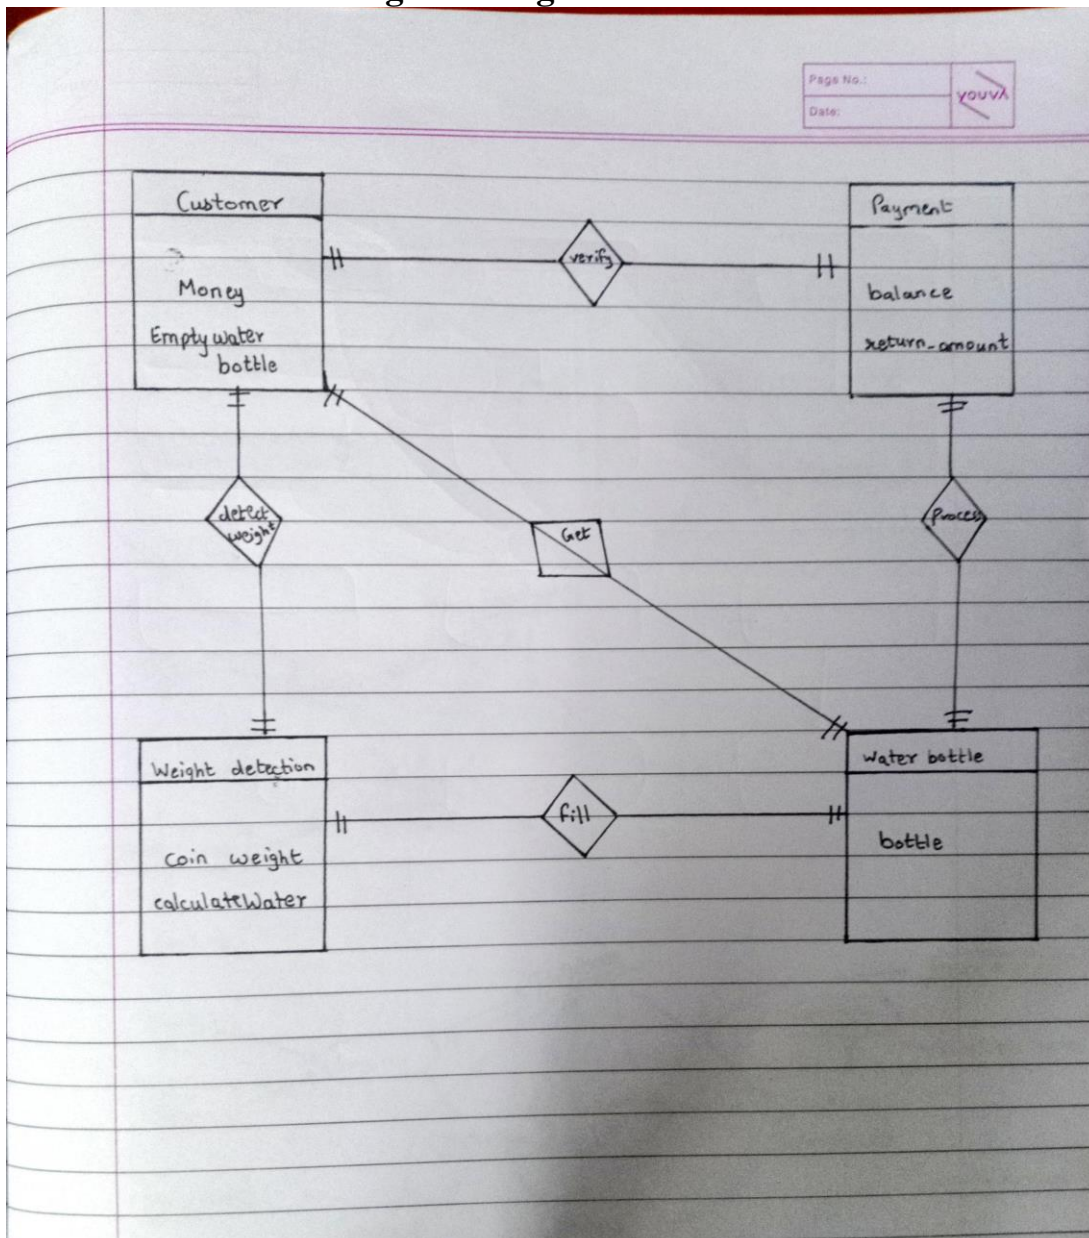 Page No.:
Date:
YOUVA
Customer
Money
Empty water
bottle
verify
Payment
balance
return_amount
detect
weight
Get
Process
Weight detection
coin weight
calculateWater
fill
Water bottle
bottle